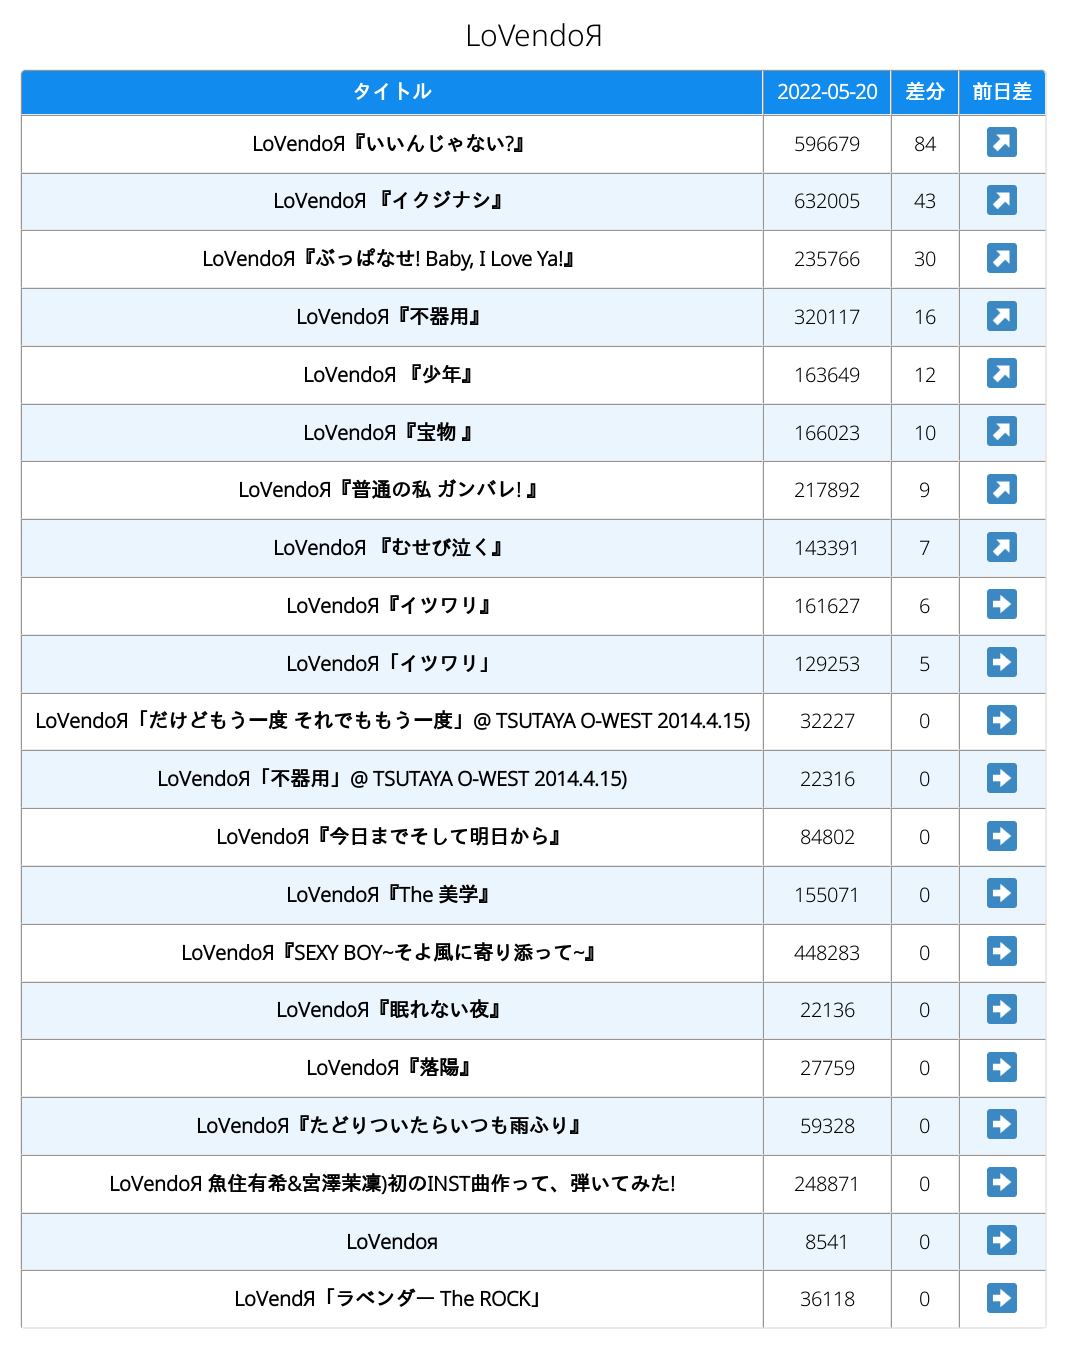 LoVendoЯ
タイトル 2022-05-20 差分 前日差
LoVendoЯ『いいんじゃない?』 596679 84
LoVendoЯ 『イクジナシ』 632005 43
LoVendoЯ『ぶっぱなせ! Baby, I Love Ya!』 235766 30
LoVendoЯ『不器用』 320117 16
LoVendoЯ 『少年』 163649 12
LoVendoЯ『宝物 』 166023 10
LoVendoЯ『普通の私 ガンバレ! 』 217892 9
LoVendoЯ 『むせび泣く』 143391 7
LoVendoЯ『イツワリ』 161627 6
LoVendoЯ「イツワリ」 129253 5
LoVendoЯ「だけどもう一度 それでももう一度」@ TSUTAYA O-WEST 2014.4.15) 32227 0
LoVendoЯ「不器用」@ TSUTAYA O-WEST 2014.4.15) 22316 0
LoVendoЯ『今日までそして明日から』 84802 0
LoVendoЯ『The 美学』 155071 0
LoVendoЯ『SEXY BOY~そよ風に寄り添って~』 448283 0
LoVendoЯ『眠れない夜』 22136 0
LoVendoЯ『落陽』 27759 0
LoVendoЯ『たどりついたらいつも雨ふり』 59328 0
LoVendoЯ 魚住有希&宮澤茉凜)初のINST曲作って、弾いてみた! 248871 0
LoVendoя 8541 0
LoVendЯ「ラベンダー The ROCK」 36118 0